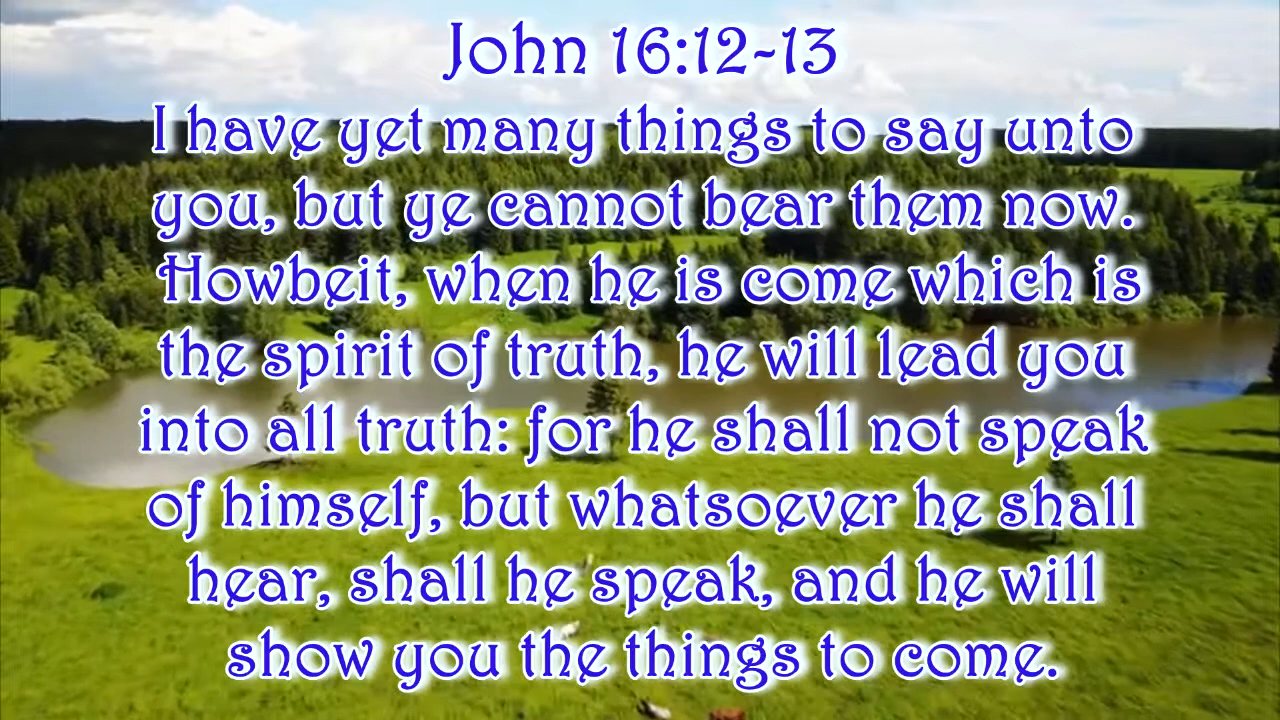 John 16:12-13
I have yet many things to say unto
you, but ye cannot bear them now.
Howbeit, when he is come which is
the spirit of truth, he will lead you
into all truth: for he shall not speak
of himself, but whatsoever he shall
hear, shall he speak, and he will
show you the things to come.